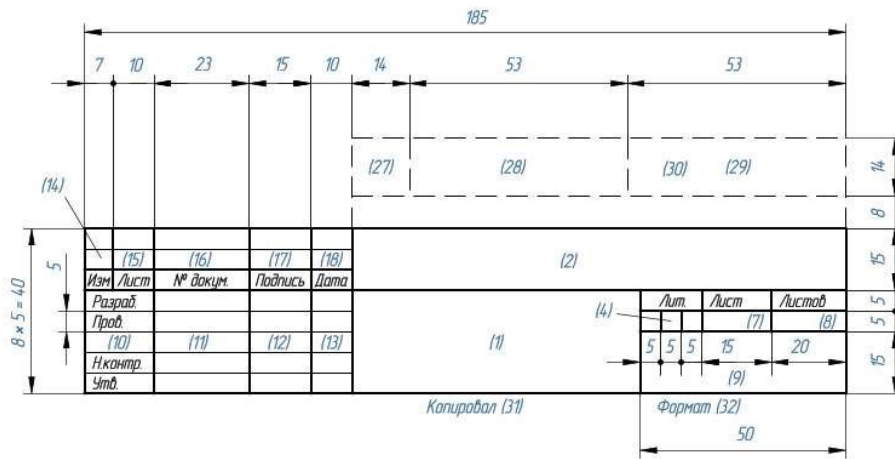 185
7 10 23 15 10 14 53 53
(27) (28) (30) (29) 14
(14) 8
(15) (16) (17) (18) (2) 15
Изм Лист № докум. Подпись Дата
8 × 5 = 40 5
Разраб. Лит. Лист Листов 5
Пров. (4) (7) (8) 5
(10) (11) (12) (13) (1) 5 5 5 15 20 15
Н.контр. (9)
Утв.
Копировал (31) Формат (32)
50